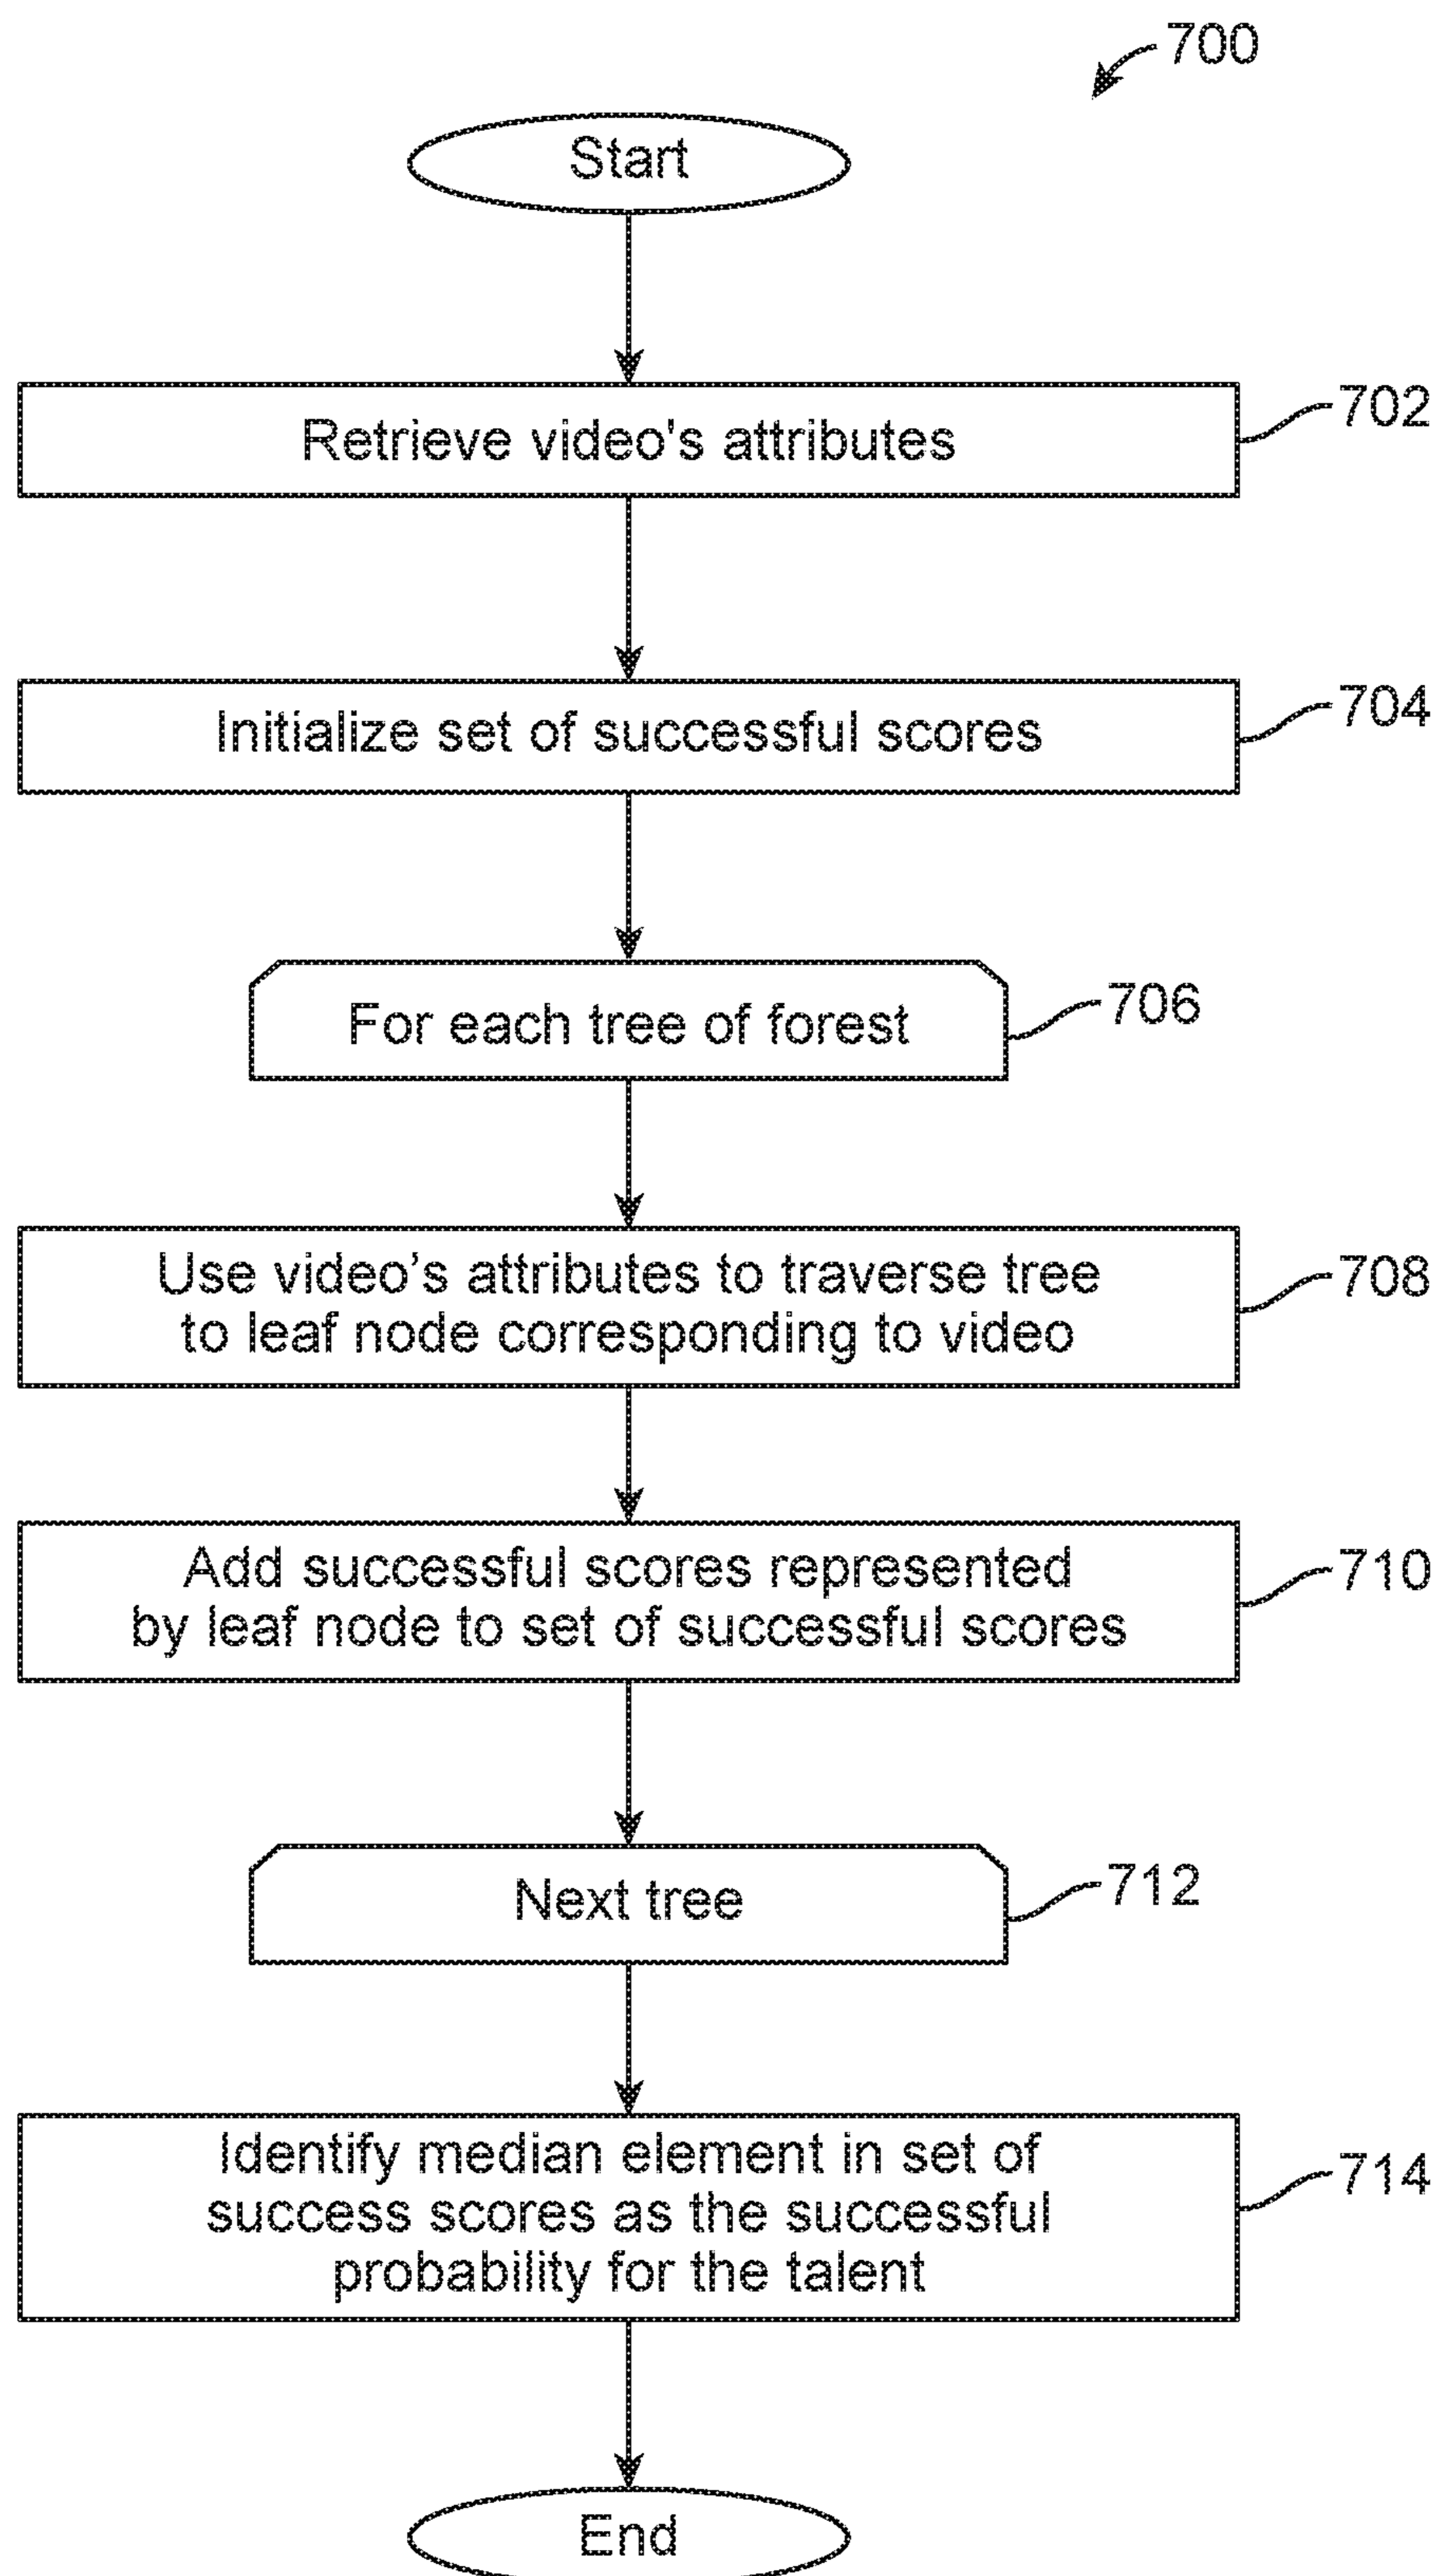 700
Start
Retrieve video's attributes
702
Initialize set of successful scores
704
For each tree of forest
706
Use video’s attributes to traverse tree
to leaf node corresponding to video
708
Add successful scores represented
by leaf node to set of successful scores
710
Next tree
712
Identify median element in set of
success scores as the successful
probability for the talent
714
End